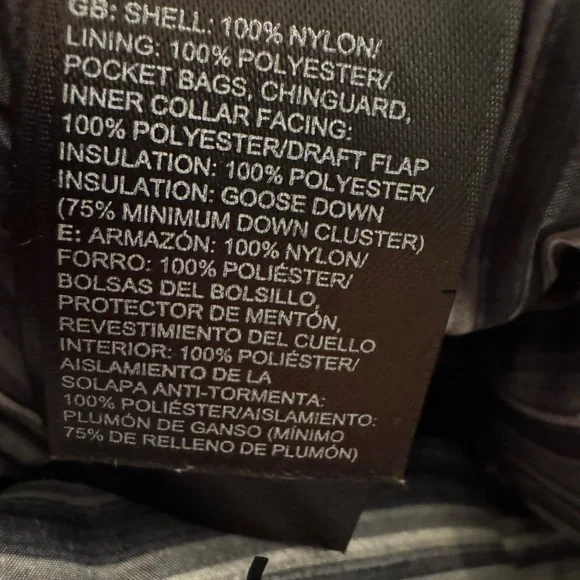 GB: SHELL: 100% NYLON/
LINING: 100% POLYESTER/
POCKET BAGS, CHINGUARD,
INNER COLLAR FACING:
100% POLYESTER/DRAFT FLAP
INSULATION: 100% POLYESTER/
INSULATION: GOOSE DOWN
(75% MINIMUM DOWN CLUSTER)
E: ARMAZÓN: 100% NYLON/
FORRO: 100% POLIÉSTER/
BOLSAS DEL BOLSILLO,
PROTECTOR DE MENTÓN,
REVESTIMIENTO DEL CUELLO
INTERIOR: 100% POLIÉSTER/
AISLAMIENTO DE LA
SOLAPA ANTI-TORMENTA:
100% POLIÉSTER/AISLAMIENTO:
PLUMÓN DE GANSO (MÍNIMO
75% DE RELLENO DE PLUMÓN)